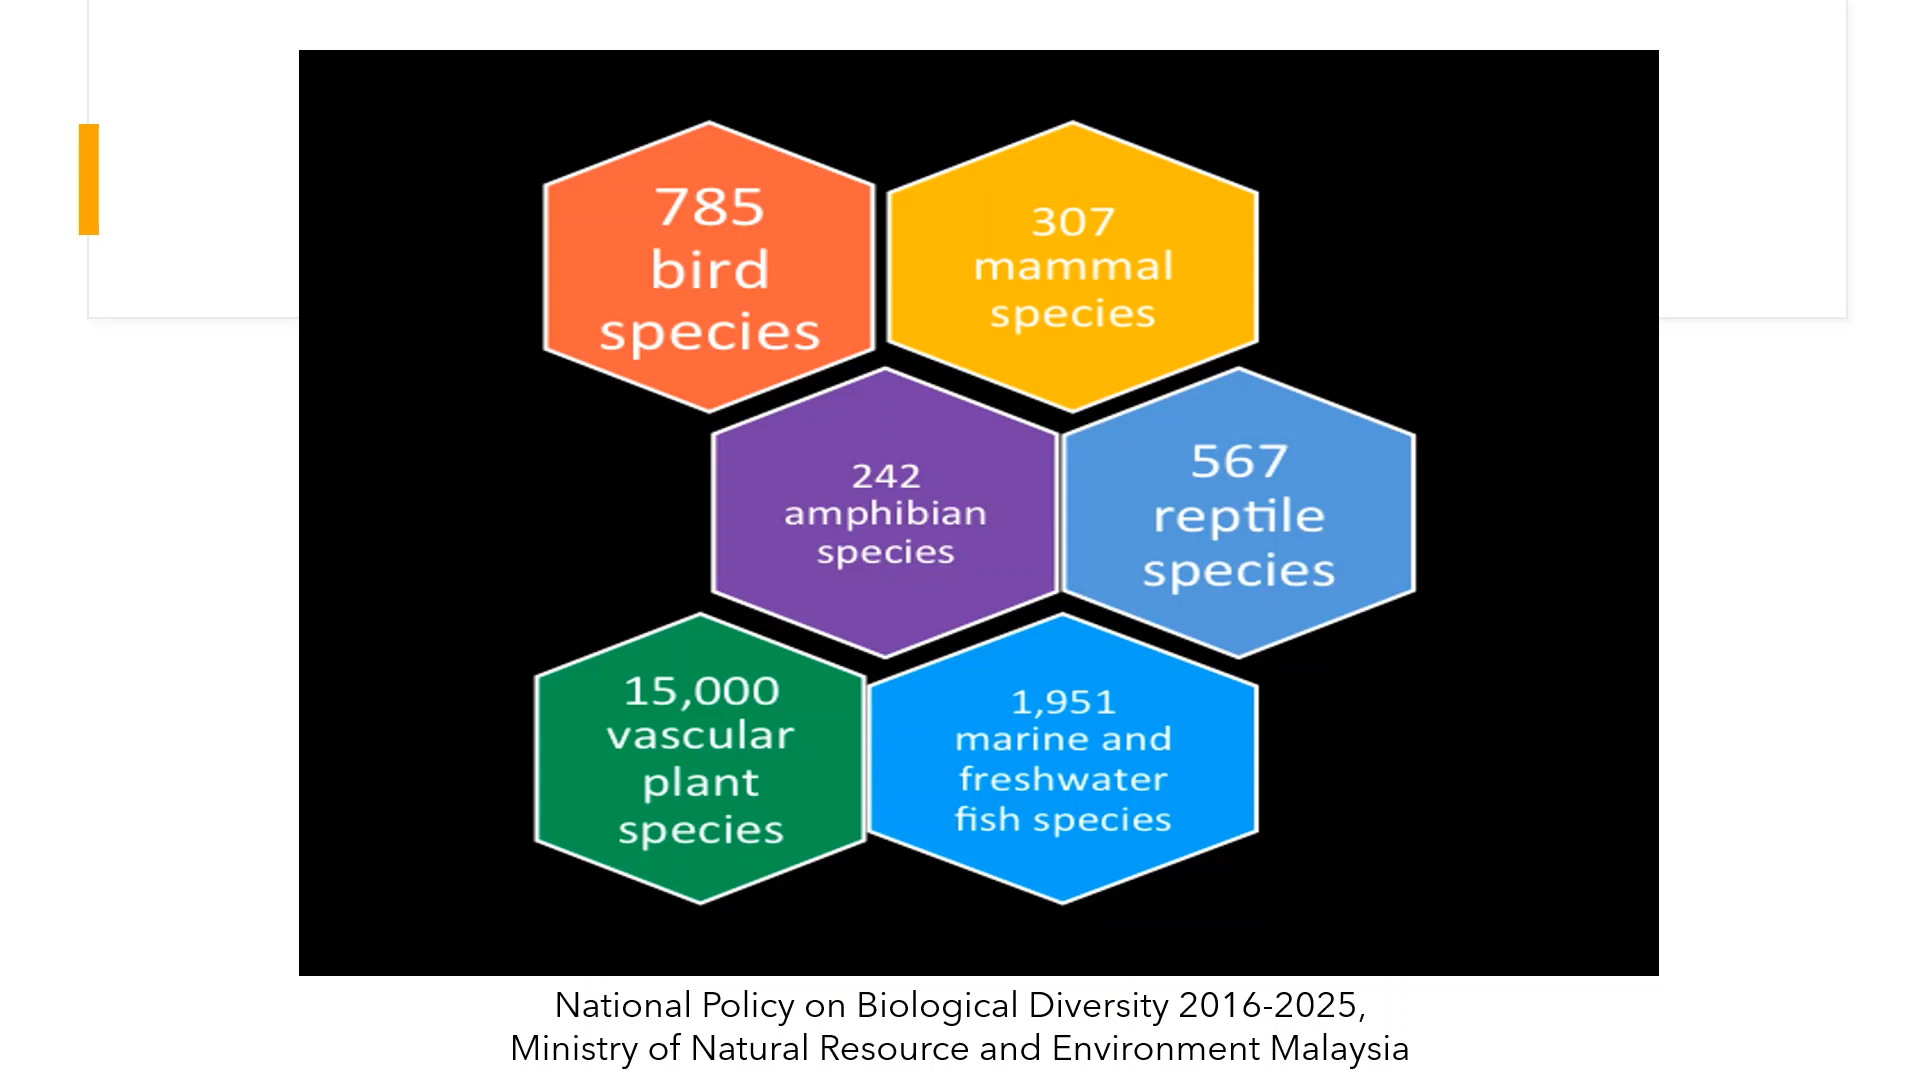 785
bird
species
307
mammal
species
242
amphibian
species
567
reptile
species
15,000
vascular
plant
species
1,951
marine and
freshwater
fish species
National Policy on Biological Diversity 2016-2025,
Ministry of Natural Resource and Environment Malaysia